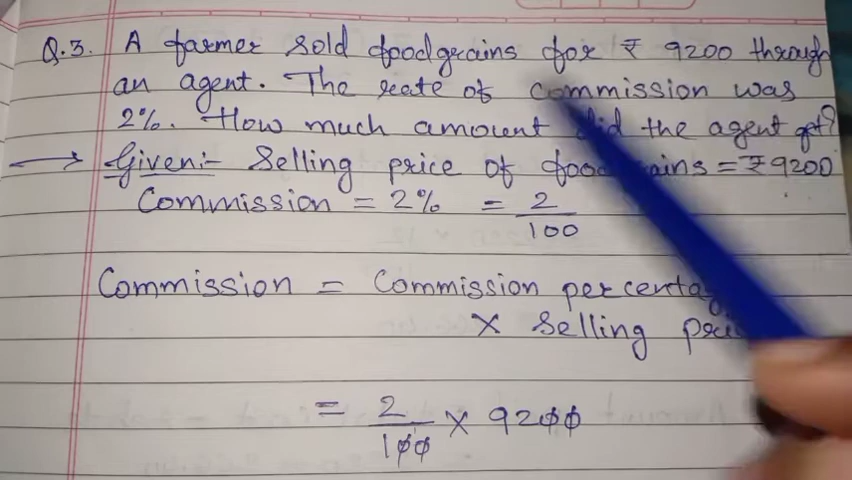 Q.3. A farmer sold foodgrains for ₹ 9200 through
an agent. The rate of commission was
2%. How much amount did the agent get?
→ Given:- Selling price of foodgrains = ₹9200
Commission = 2% = 2/100
Commission = Commission percentag
× Selling pri
= 2/100 × 9200